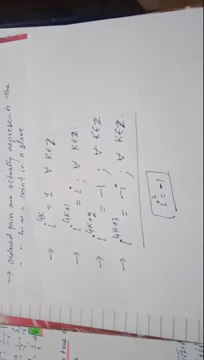 → ordered pair are actually represents the
point in a plane.
→ i^4K = 1 ∀ K∈Z
→ i^4K+1 = i ; ∀ K∈Z.
→ i^4K+2 = -1 ; ∀ K∈Z
→ i^4K+3 = -i ; ∀ K∈Z.
i² = -1